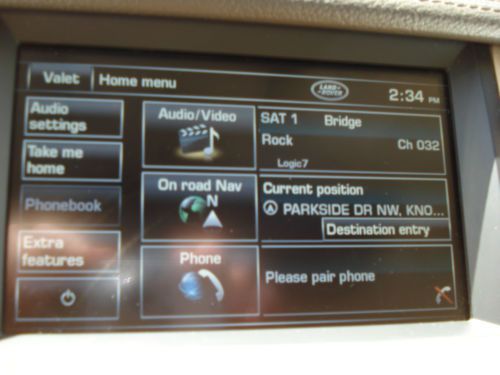 Valet
Home menu
LAND ROVER
2:34 PM
Audio settings
Take me home
Phonebook
Extra features
Audio/Video
On road Nav
N
Phone
SAT 1 Bridge
Rock Ch 032
Logic7
Current position
PARKSIDE DR NW, KNO...
Destination entry
Please pair phone